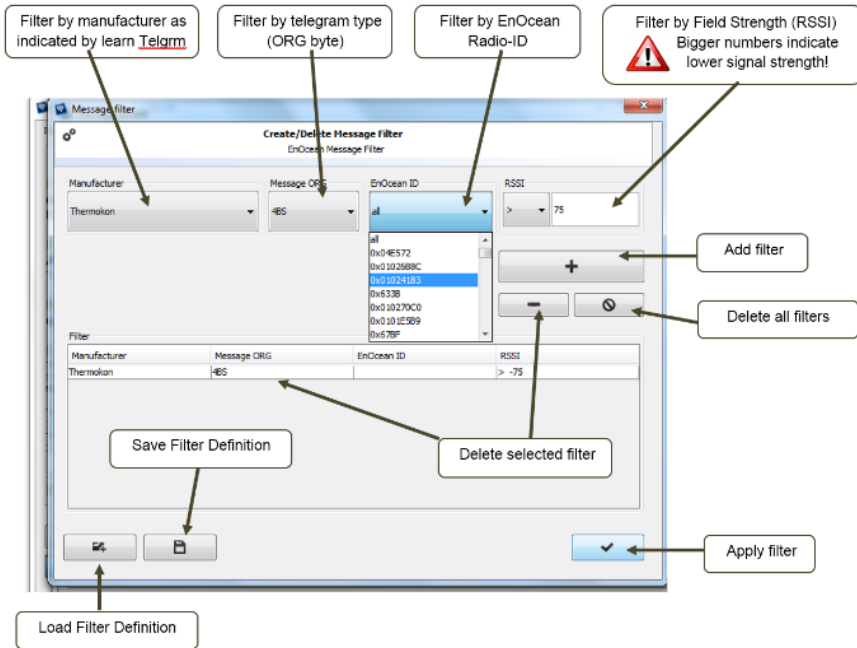 Filter by manufacturer as
indicated by learn Telgrm
Filter by telegram type
(ORG byte)
Filter by EnOcean
Radio-ID
Filter by Field Strength (RSSI)
Bigger numbers indicate
lower signal strength!
Message filter
Create/Delete Message Filter
EnOcean Message Filter
Manufacturer
Message ORG
EnOcean ID
RSSI
Thermokon
4BS
all
>
75
all
0x04E572
0x01026B8C
0x01024183
0x633B
0x010270C0
0x0101E5B9
0x67BF
Add filter
Delete all filters
Filter
Manufacturer
Message ORG
EnOcean ID
RSSI
Thermokon
4BS
> -75
Save Filter Definition
Delete selected filter
Apply filter
Load Filter Definition